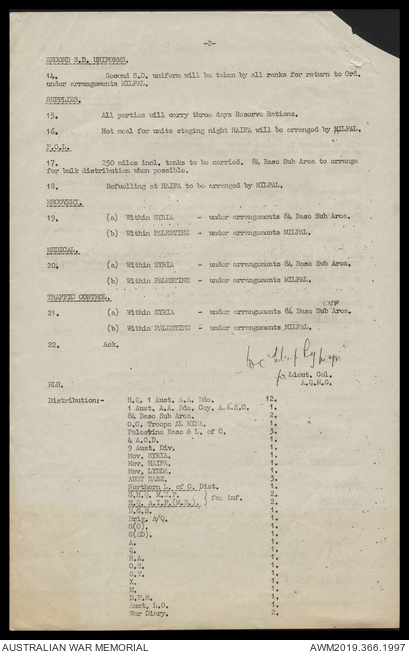 -2-
SECOND S.D. UNIFORMS.
14. Second S.D. uniform will be taken by all ranks for return to Ord.
under arrangements MILPAL.
SUPPLIES.
15. All parties will carry three days Reserve Rations.
16. Hot meal for units staging night HAIFA will be arranged by MILPAL.
P.O.L.
17. 250 miles incl. tanks to be carried. 84 Base Sub Area to arrange
for bulk distribution when possible.
18. Refuelling at HAIFA to be arranged by MILPAL.
RECOVERY.
19. (a) Within SYRIA - under arrangements 84 Base Sub Area.
(b) Within PALESTINE - under arrangements MILPAL.
MEDICAL.
20. (a) Within SYRIA - under arrangements 84 Base Sub Area.
(b) Within PALESTINE - under arrangements MILPAL.
TRAFFIC CONTROL.
21. (a) Within SYRIA - under arrangements 84 Base Sub Area.
(b) Within PALESTINE - under arrangements MILPAL.
22. Ack.
Lieut. Col.
A.Q.M.G.
RLH.
Distribution:- H.Q. 1 Aust. A.A. Bde. 12.
1 Aust. A.A. Bde. Coy. A.A.S.C. 1.
84 Base Sub Area. 2.
O.C. Troops AL MINA. 1.
Palestine Base & L. of C. 3.
4 A.O.D. 1.
9 Aust. Div. 1.
Mov. SYRIA. 1.
Mov. HAIFA. 1.
Mov. LYDDA. 1.
AUST BASE. 3.
Northern L. of C. Dist. 1.
G.H.Q. M.E.F. 2.
H.Q. A.I.F.(M.E.). } for inf. 2.
B.G.S. 1.
Brig. A/Q. 1.
G(O). 1.
G(SD). 1.
A. 1.
Q. 1.
R.A. 1.
O.S. 1.
S.T. 1.
X. 1.
M. 1.
D.P.M. 1.
Aust. L.O. 1.
War Diary. 2.
AUSTRALIAN WAR MEMORIAL AWM2019.366.1997